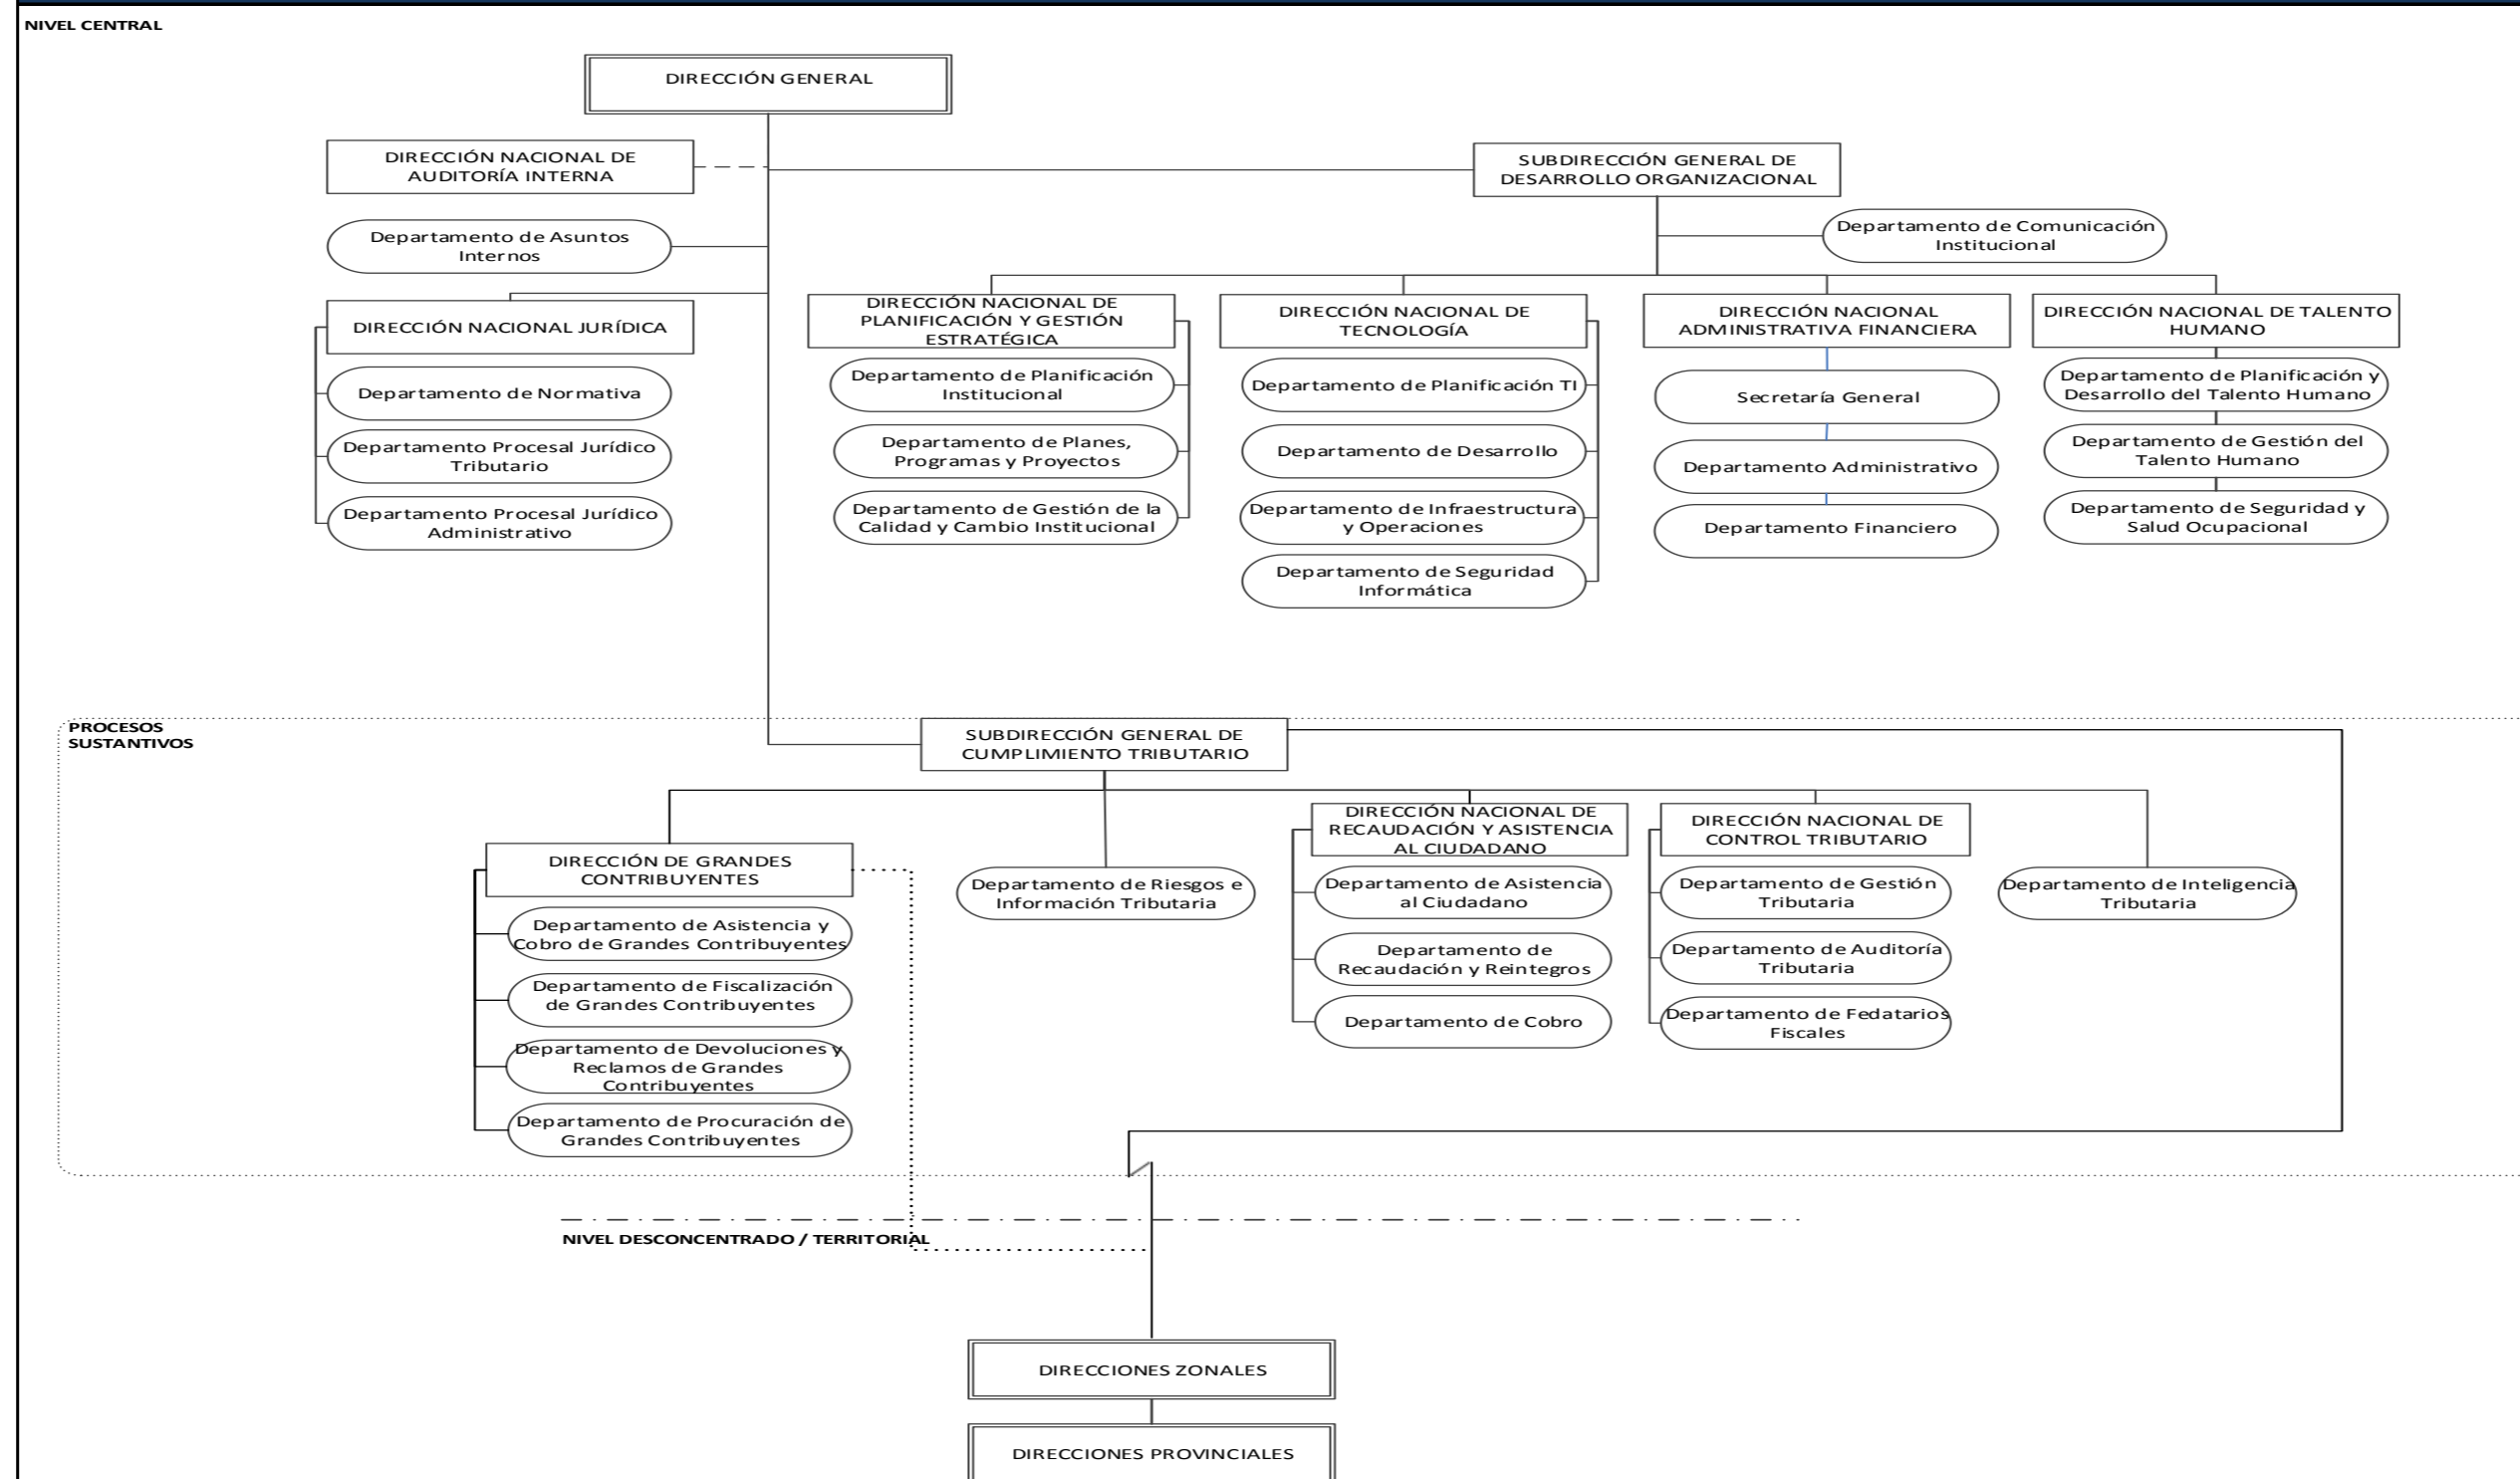 NIVEL CENTRAL
DIRECCIÓN GENERAL
DIRECCIÓN NACIONAL DE
AUDITORÍA INTERNA
SUBDIRECCIÓN GENERAL DE
DESARROLLO ORGANIZACIONAL
Departamento de Asuntos
Internos
Departamento de Comunicación
Institucional
DIRECCIÓN NACIONAL JURÍDICA
Departamento de Normativa
Departamento Procesal Jurídico
Tributario
Departamento Procesal Jurídico
Administrativo
DIRECCIÓN NACIONAL DE
PLANIFICACIÓN Y GESTIÓN
ESTRATÉGICA
Departamento de Planificación
Institucional
Departamento de Planes,
Programas y Proyectos
Departamento de Gestión de la
Calidad y Cambio Institucional
DIRECCIÓN NACIONAL DE
TECNOLOGÍA
Departamento de Planificación TI
Departamento de Desarrollo
Departamento de Infraestructura
y Operaciones
Departamento de Seguridad
Informática
DIRECCIÓN NACIONAL
ADMINISTRATIVA FINANCIERA
Secretaría General
Departamento Administrativo
Departamento Financiero
DIRECCIÓN NACIONAL DE TALENTO
HUMANO
Departamento de Planificación y
Desarrollo del Talento Humano
Departamento de Gestión del
Talento Humano
Departamento de Seguridad y
Salud Ocupacional
PROCESOS
SUSTANTIVOS
SUBDIRECCIÓN GENERAL DE
CUMPLIMIENTO TRIBUTARIO
DIRECCIÓN DE GRANDES
CONTRIBUYENTES
Departamento de Asistencia y
Cobro de Grandes Contribuyentes
Departamento de Fiscalización
de Grandes Contribuyentes
Departamento de Devoluciones y
Reclamos de Grandes
Contribuyentes
Departamento de Procuración de
Grandes Contribuyentes
Departamento de Riesgos e
Información Tributaria
DIRECCIÓN NACIONAL DE
RECAUDACIÓN Y ASISTENCIA
AL CIUDADANO
Departamento de Asistencia
al Ciudadano
Departamento de
Recaudación y Reintegros
Departamento de Cobro
DIRECCIÓN NACIONAL DE
CONTROL TRIBUTARIO
Departamento de Gestión
Tributaria
Departamento de Auditoría
Tributaria
Departamento de Fedatarios
Fiscales
Departamento de Inteligencia
Tributaria
NIVEL DESCONCENTRADO / TERRITORIAL
DIRECCIONES ZONALES
DIRECCIONES PROVINCIALES